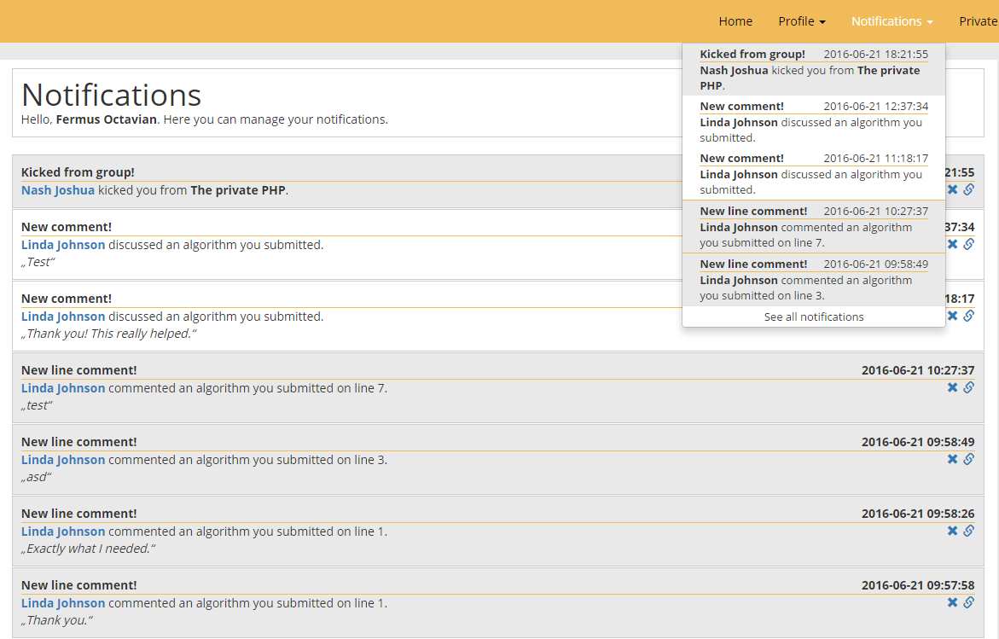 Home Profile Notifications Private
Kicked from group! 2016-06-21 18:21:55
Nash Joshua kicked you from The private
PHP.
New comment! 2016-06-21 12:37:34
Linda Johnson discussed an algorithm you
submitted.
New comment! 2016-06-21 11:18:17
Linda Johnson discussed an algorithm you
submitted.
New line comment! 2016-06-21 10:27:37
Linda Johnson commented an algorithm
you submitted on line 7.
New line comment! 2016-06-21 09:58:49
Linda Johnson commented an algorithm
you submitted on line 3.
See all notifications
Notifications
Hello, Fermus Octavian. Here you can manage your notifications.
Kicked from group! 21:55
Nash Joshua kicked you from The private PHP.
New comment! 37:34
Linda Johnson discussed an algorithm you submitted.
„Test“
New comment! 18:17
Linda Johnson discussed an algorithm you submitted.
„Thank you! This really helped.“
New line comment! 2016-06-21 10:27:37
Linda Johnson commented an algorithm you submitted on line 7.
„test“
New line comment! 2016-06-21 09:58:49
Linda Johnson commented an algorithm you submitted on line 3.
„asd“
New line comment! 2016-06-21 09:58:26
Linda Johnson commented an algorithm you submitted on line 1.
„Exactly what I needed.“
New line comment! 2016-06-21 09:57:58
Linda Johnson commented an algorithm you submitted on line 1.
„Thank you.“